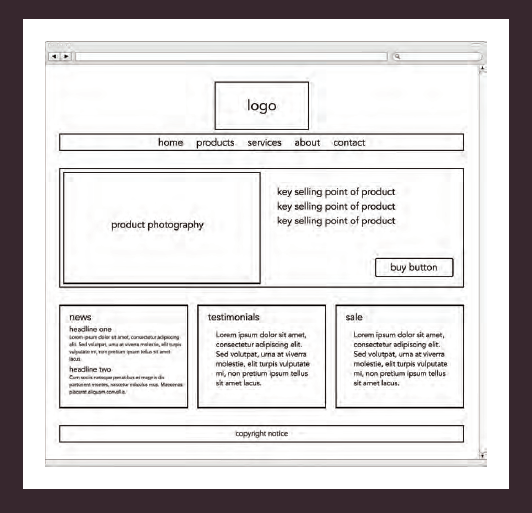 logo
home products services about contact
product photography
key selling point of product
key selling point of product
key selling point of product
buy button
news
headline one
Lorem ipsum dolor sit amet, consectetur adipiscing
elit. Sed volutpat, urna at viverra molestie, elit turpis
vulputate mi, non pretium ipsum tellus sit amet
lacus.
headline two
Cum sociis natoque penatibus et magnis dis
parturient montes, nascetur ridiculus mus. Maecenas
placerat aliquam convallis.
testimonials
Lorem ipsum dolor sit amet,
consectetur adipiscing elit.
Sed volutpat, urna at viverra
molestie, elit turpis vulputate
mi, non pretium ipsum tellus
sit amet lacus.
sale
Lorem ipsum dolor sit amet,
consectetur adipiscing elit.
Sed volutpat, urna at viverra
molestie, elit turpis vulputate
mi, non pretium ipsum tellus
sit amet lacus.
copyright notice